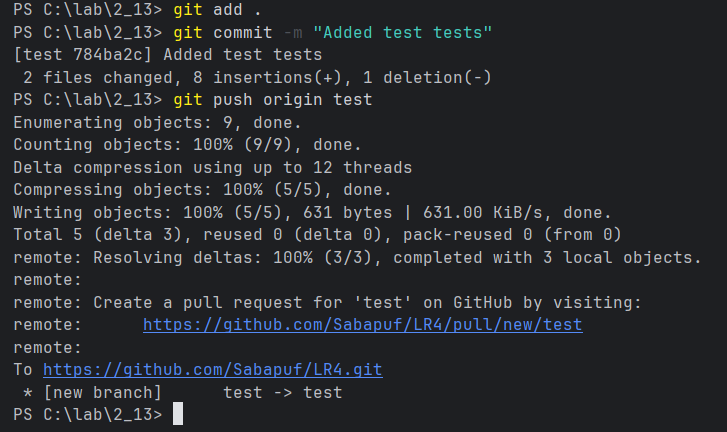 PS C:\lab\2_13> git add .
PS C:\lab\2_13> git commit -m "Added test tests"
[test 784ba2c] Added test tests
 2 files changed, 8 insertions(+), 1 deletion(-)
PS C:\lab\2_13> git push origin test
Enumerating objects: 9, done.
Counting objects: 100% (9/9), done.
Delta compression using up to 12 threads
Compressing objects: 100% (5/5), done.
Writing objects: 100% (5/5), 631 bytes | 631.00 KiB/s, done.
Total 5 (delta 3), reused 0 (delta 0), pack-reused 0 (from 0)
remote: Resolving deltas: 100% (3/3), completed with 3 local objects.
remote:
remote: Create a pull request for 'test' on GitHub by visiting:
remote:      https://github.com/Sabapuf/LR4/pull/new/test
remote:
To https://github.com/Sabapuf/LR4.git
 * [new branch]      test -> test
PS C:\lab\2_13>